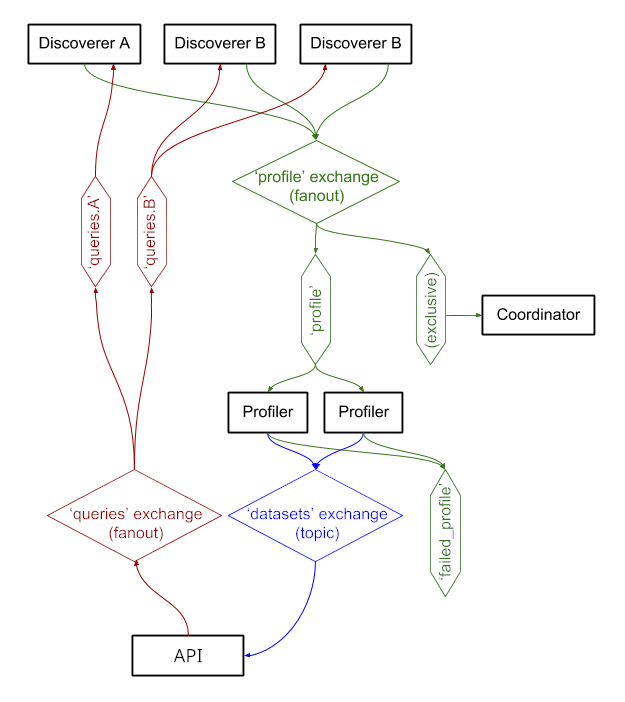 Discoverer A
Discoverer B
Discoverer B
‘profile’ exchange
(fanout)
‘queries.A’
‘queries.B’
‘profile’
(exclusive)
Coordinator
Profiler
Profiler
‘queries’ exchange
(fanout)
‘datasets’ exchange
(topic)
‘failed_profile’
API